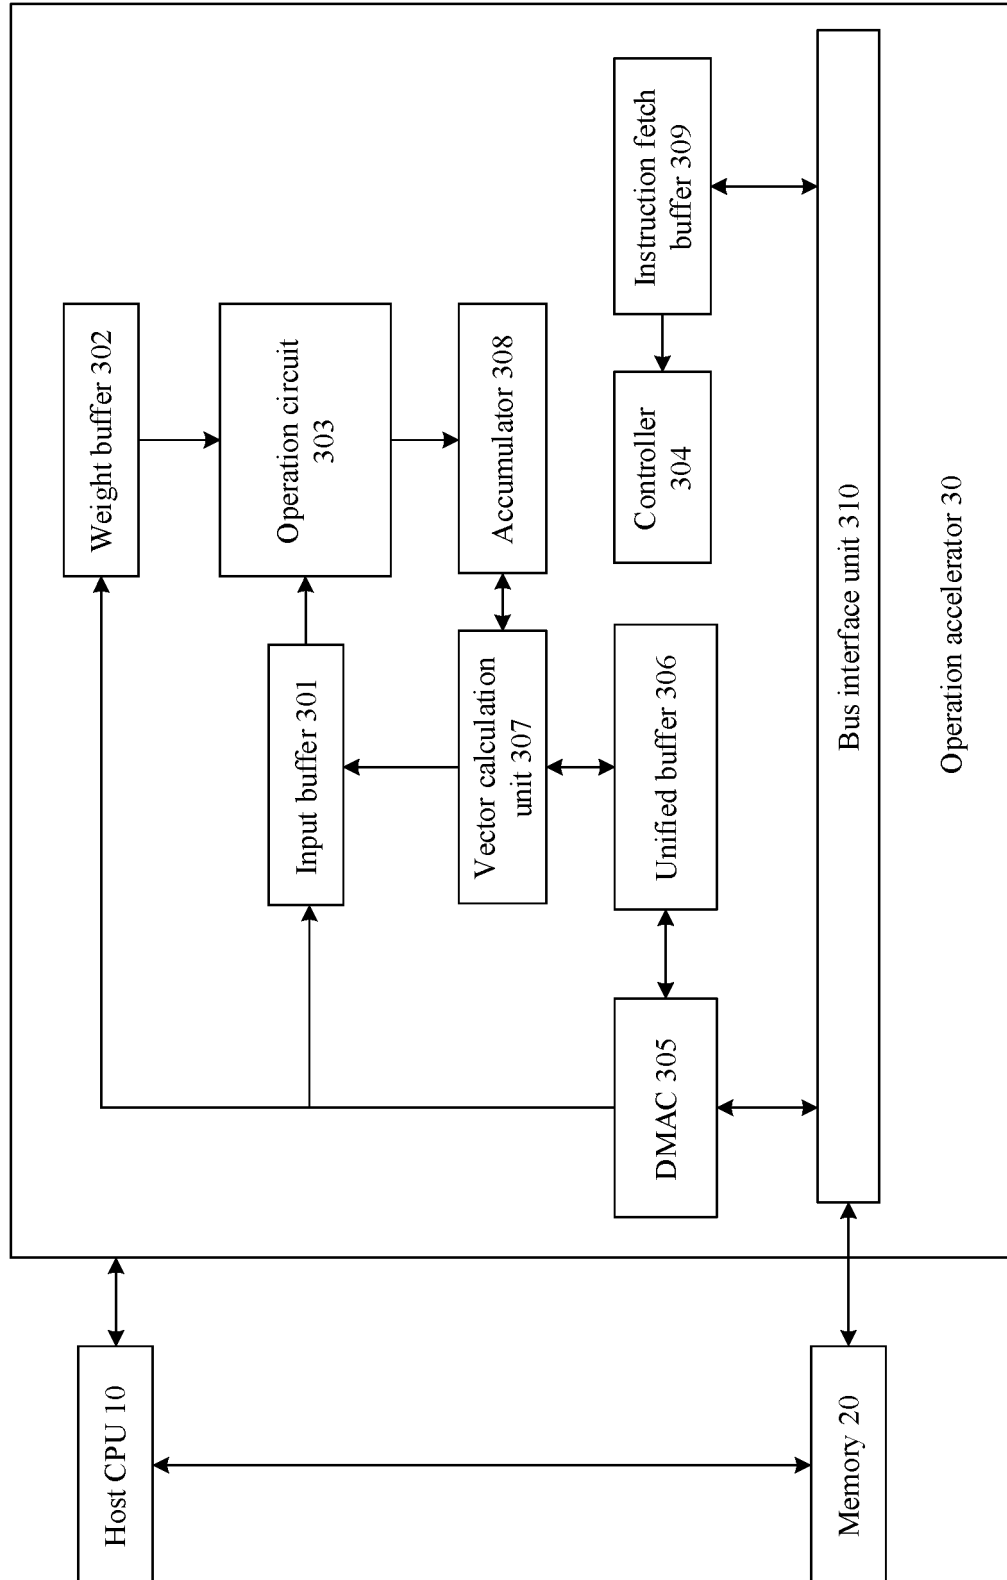 Host CPU 10
Memory 20
Weight buffer 302
Input buffer 301
Operation circuit
303
Vector calculation
unit 307
Accumulator 308
DMAC 305
Unified buffer 306
Controller
304
Instruction fetch
buffer 309
Bus interface unit 310
Operation accelerator 30